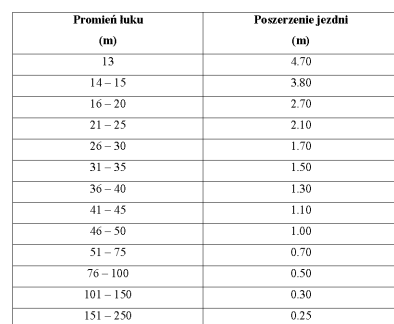 Promień łuku Poszerzenie jezdni
(m) (m)
13 4.70
14 – 15 3.80
16 – 20 2.70
21 – 25 2.10
26 – 30 1.70
31 – 35 1.50
36 – 40 1.30
41 – 45 1.10
46 – 50 1.00
51 – 75 0.70
76 – 100 0.50
101 – 150 0.30
151 – 250 0.25